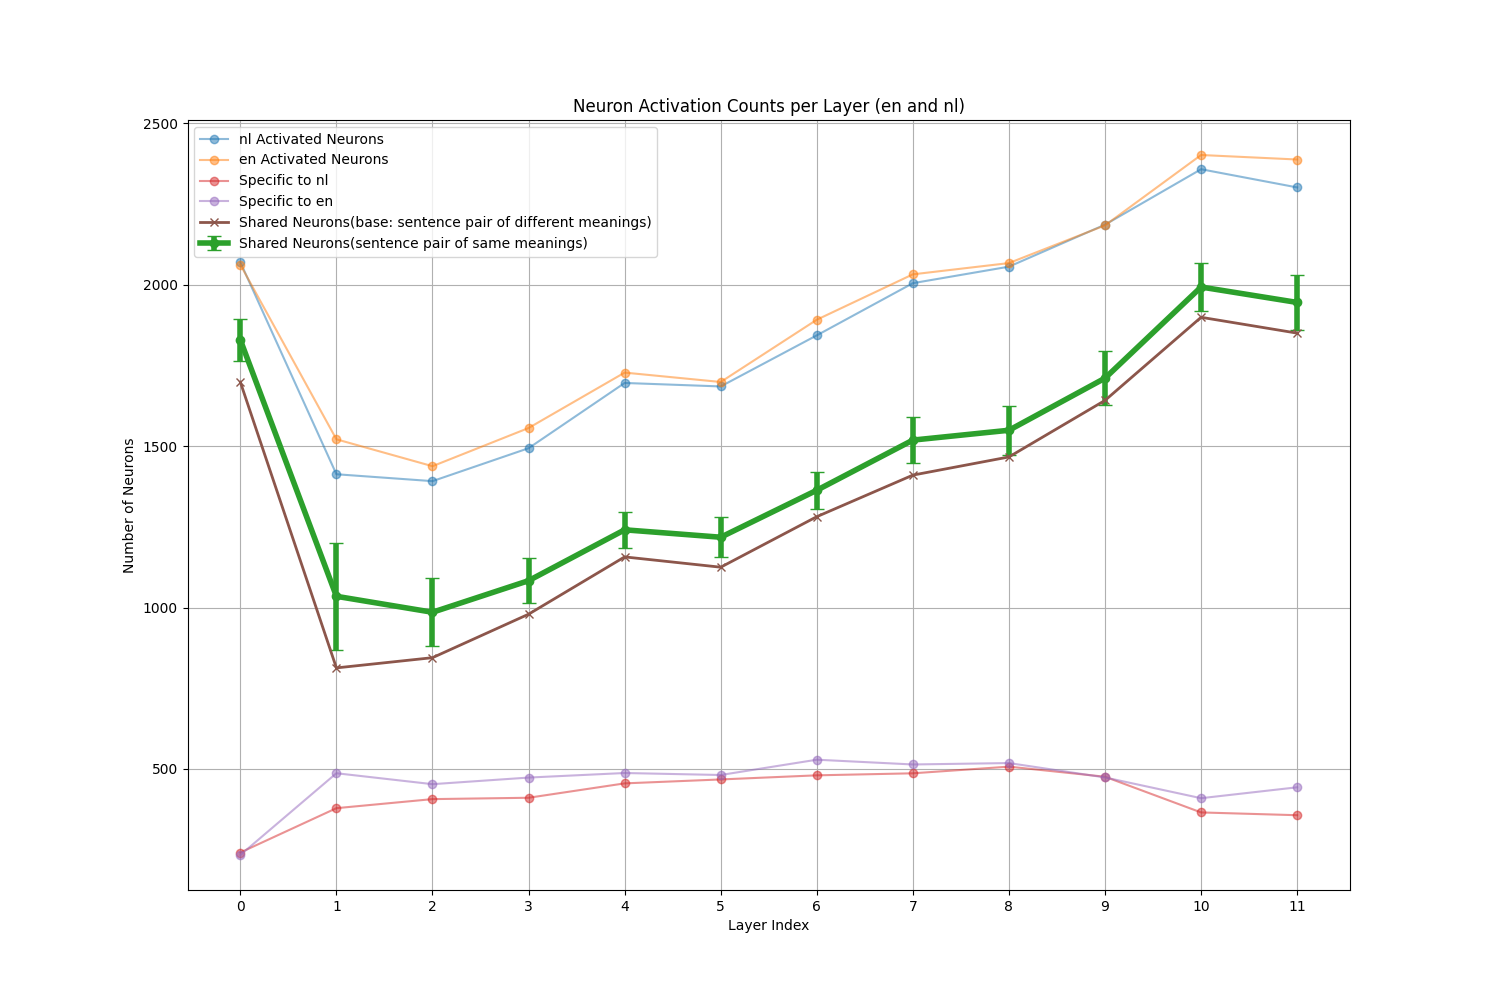 Neuron Activation Counts per Layer (en and nl)
nl Activated Neurons
en Activated Neurons
Specific to nl
Specific to en
Shared Neurons(base: sentence pair of different meanings)
Shared Neurons(sentence pair of same meanings)
2500
2000
1500
1000
500
Number of Neurons
0 1 2 3 4 5 6 7 8 9 10 11
Layer Index